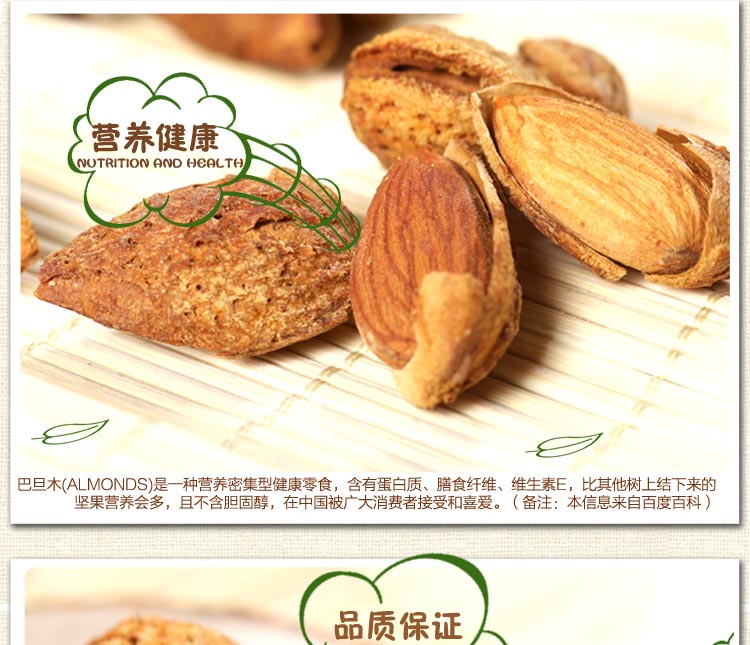 营养健康
NUTRITION AND HEALTH
巴旦木(ALMONDS)是一种营养密集型健康零食，含有蛋白质、膳食纤维、维生素E，比其他树上结下来的
坚果营养会多，且不含胆固醇，在中国被广大消费者接受和喜爱。（备注：本信息来自百度百科）
品质保证